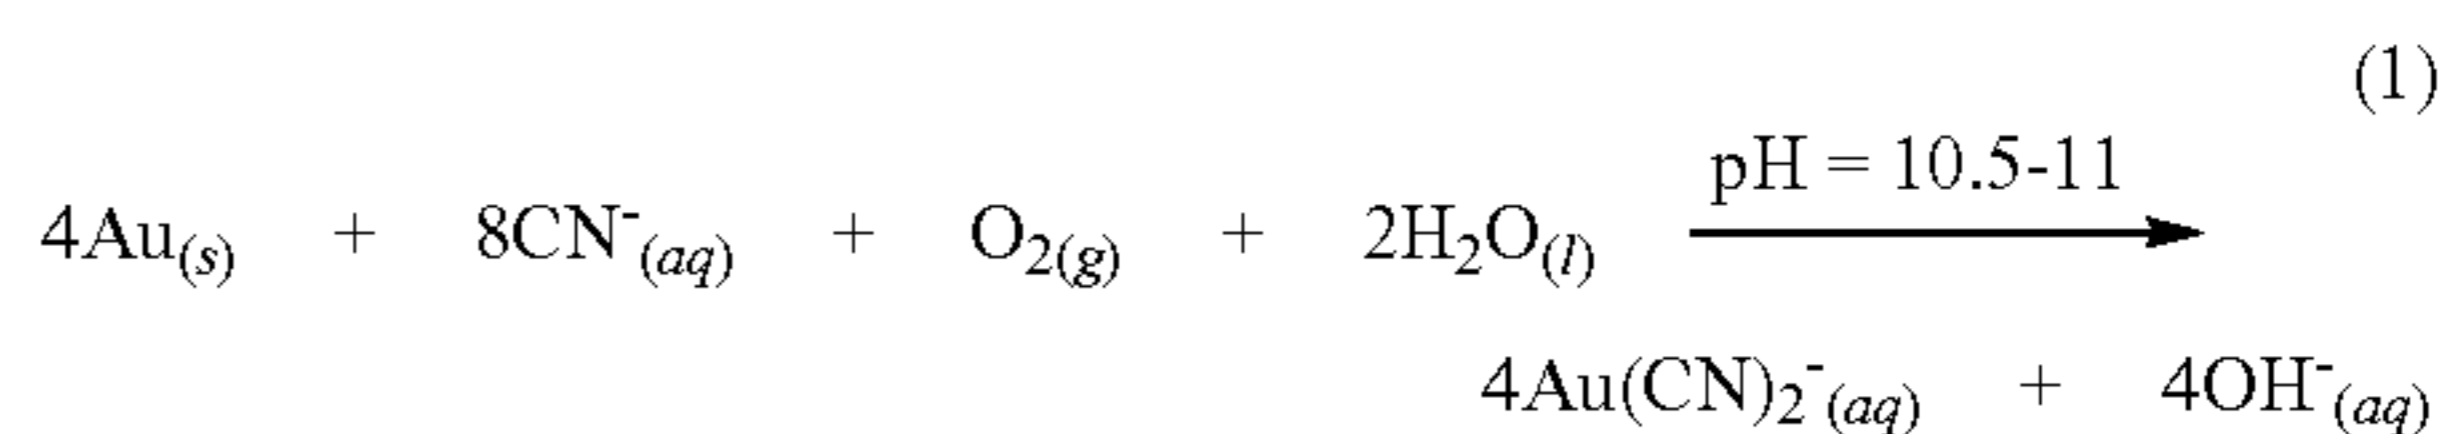 (1)
pH = 10.5-11
4Au(s) + 8CN⁻(aq) + O₂(g) + 2H₂O(l)
4Au(CN)₂⁻(aq) + 4OH⁻(aq)